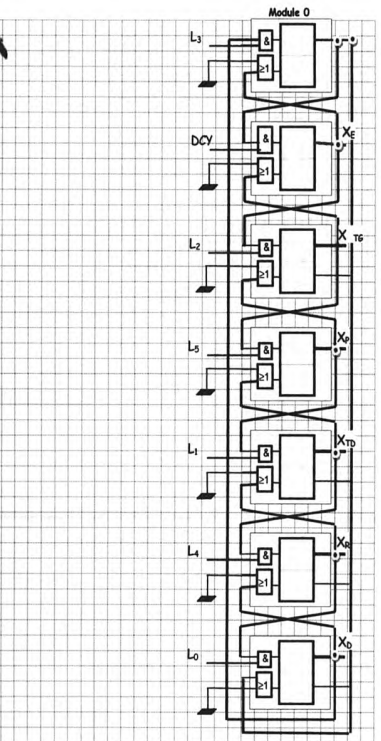 Module 0
L3
&
≥1
XE
DCY
&
≥1
X TG
L2
&
≥1
XP
L5
&
≥1
XTD
L1
&
≥1
XR
L4
&
≥1
XD
L0
&
≥1